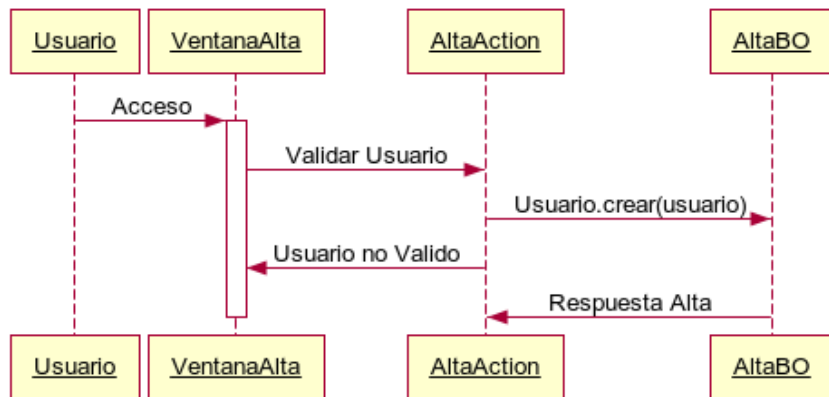 Usuario
VentanaAlta
AltaAction
AltaBO
Acceso
Validar Usuario
Usuario.crear(usuario)
Usuario no Valido
Respuesta Alta
Usuario
VentanaAlta
AltaAction
AltaBO